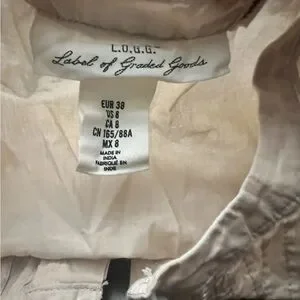 L.O.G.G.
Label of Graded Goods
EUR 38
US 8
CA 8
CN 165/88A
MX 8
MADE IN
INDIA
FABRIQUÉ EN
INDE